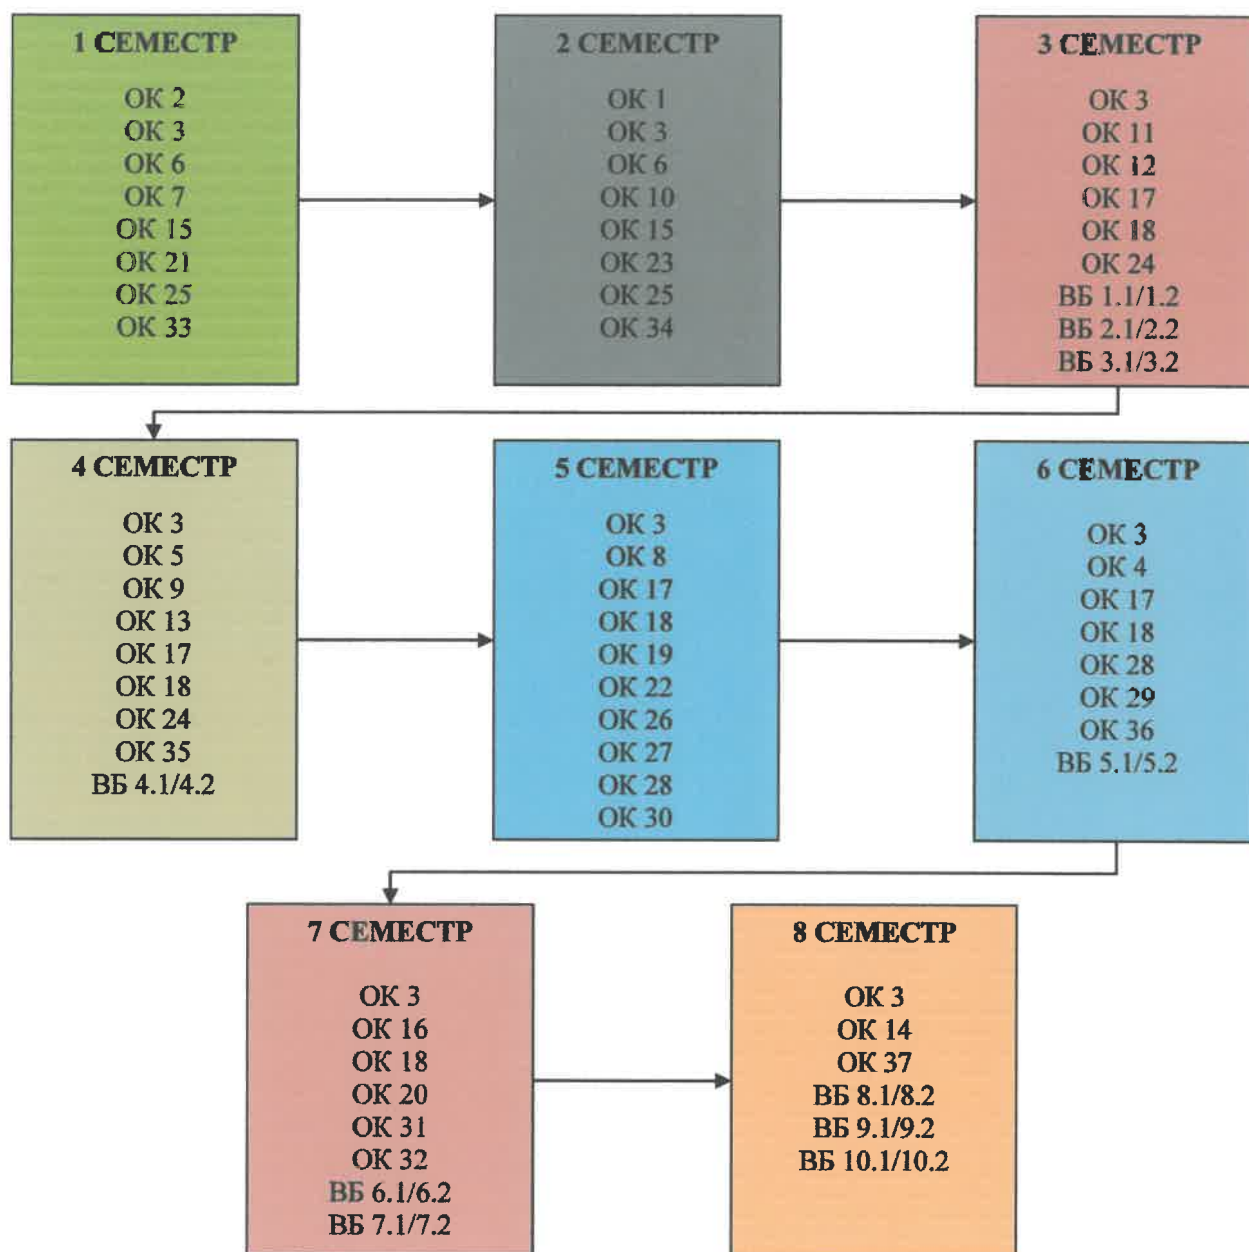 1 СЕМЕСТР
ОК 2
ОК 3
ОК 6
ОК 7
ОК 15
ОК 21
ОК 25
ОК 33
2 СЕМЕСТР
ОК 1
ОК 3
ОК 6
ОК 10
ОК 15
ОК 23
ОК 25
ОК 34
3 СЕМЕСТР
ОК 3
ОК 11
ОК 12
ОК 17
ОК 18
ОК 24
ВБ 1.1/1.2
ВБ 2.1/2.2
ВБ 3.1/3.2
4 СЕМЕСТР
ОК 3
ОК 5
ОК 9
ОК 13
ОК 17
ОК 18
ОК 24
ОК 35
ВБ 4.1/4.2
5 СЕМЕСТР
ОК 3
ОК 8
ОК 17
ОК 18
ОК 19
ОК 22
ОК 26
ОК 27
ОК 28
ОК 30
6 СЕМЕСТР
ОК 3
ОК 4
ОК 17
ОК 18
ОК 28
ОК 29
ОК 36
ВБ 5.1/5.2
7 СЕМЕСТР
ОК 3
ОК 16
ОК 18
ОК 20
ОК 31
ОК 32
ВБ 6.1/6.2
ВБ 7.1/7.2
8 СЕМЕСТР
ОК 3
ОК 14
ОК 37
ВБ 8.1/8.2
ВБ 9.1/9.2
ВБ 10.1/10.2